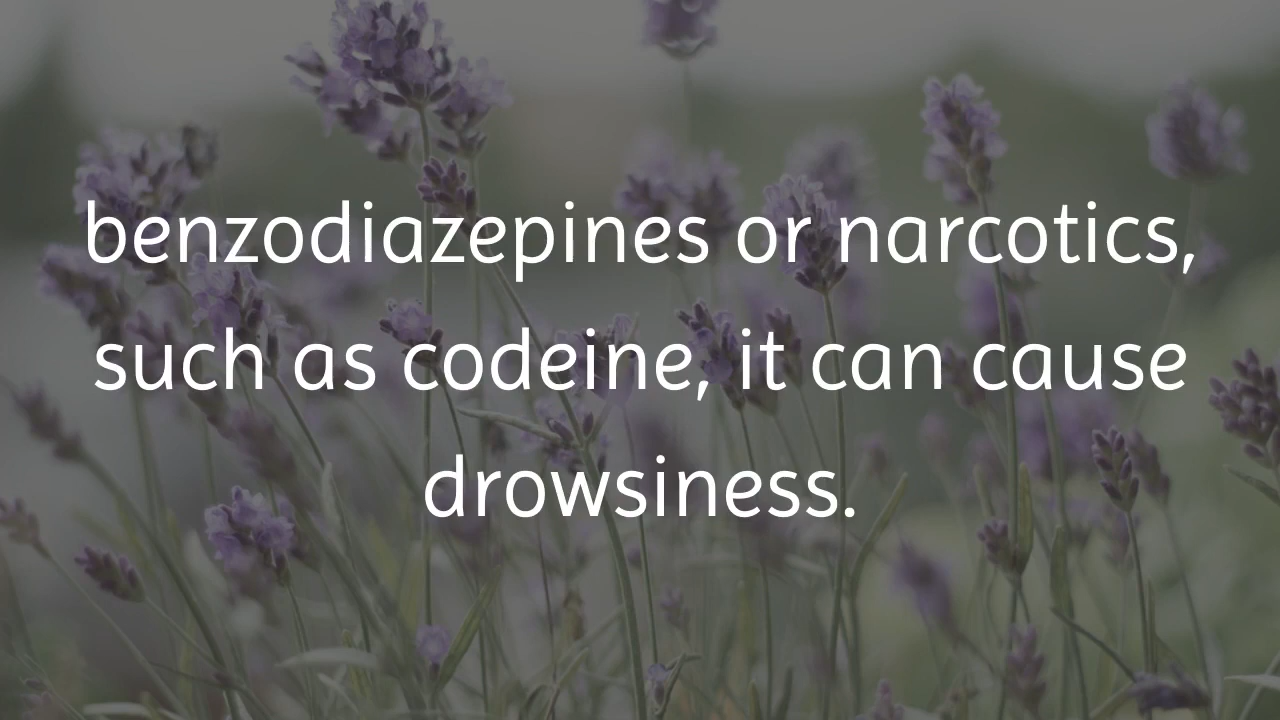 benzodiazepines or narcotics,
such as codeine, it can cause
drowsiness.